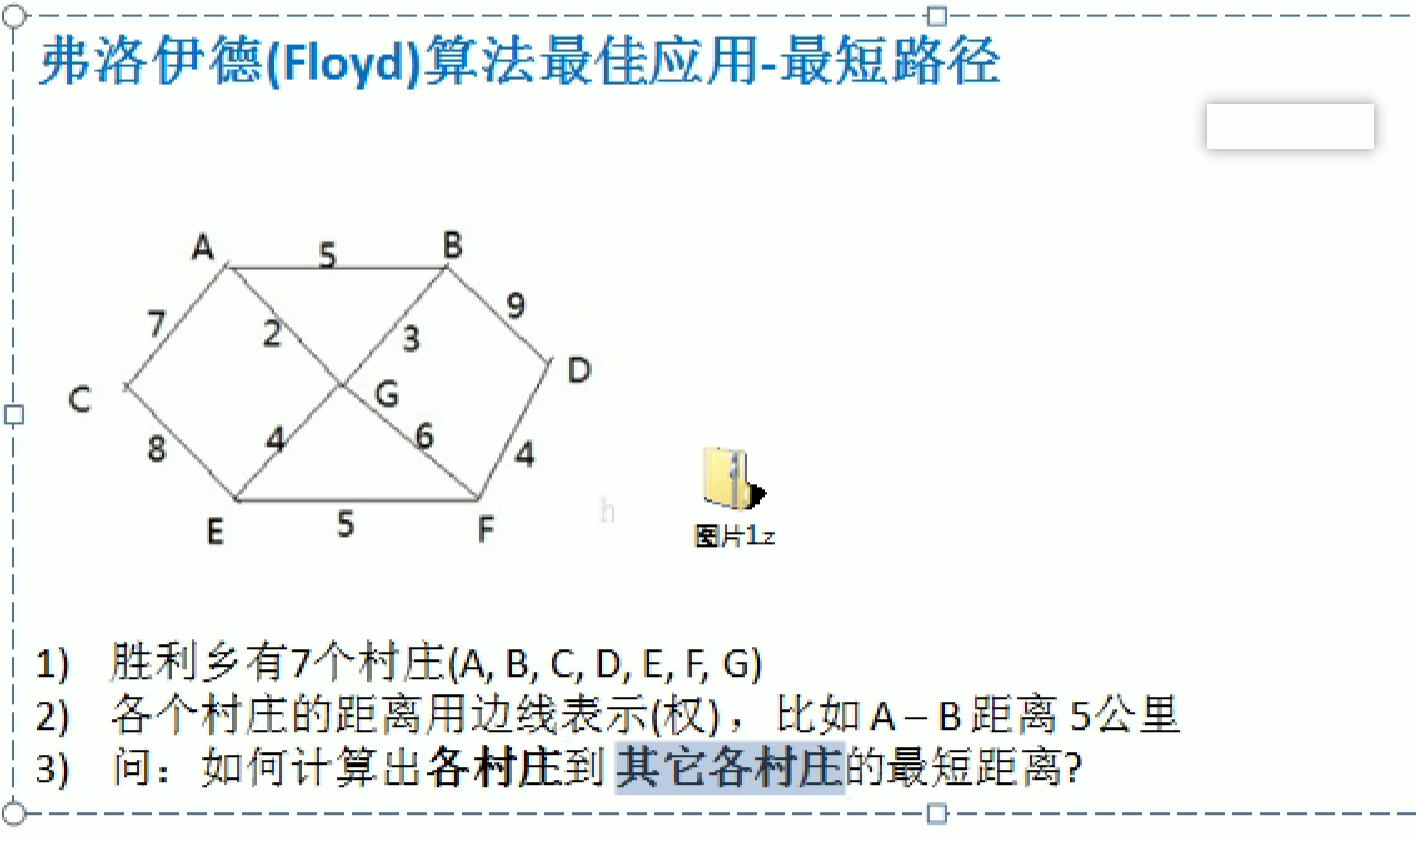 弗洛伊德(Floyd)算法最佳应用-最短路径
A
5
B
7
2
3
9
C
G
D
8
4
6
4
E
5
F
h
图片1.z
1) 胜利乡有7个村庄(A, B, C, D, E, F, G)
2) 各个村庄的距离用边线表示(权)，比如 A – B 距离 5公里
3) 问：如何计算出各村庄到 其它各村庄的最短距离?